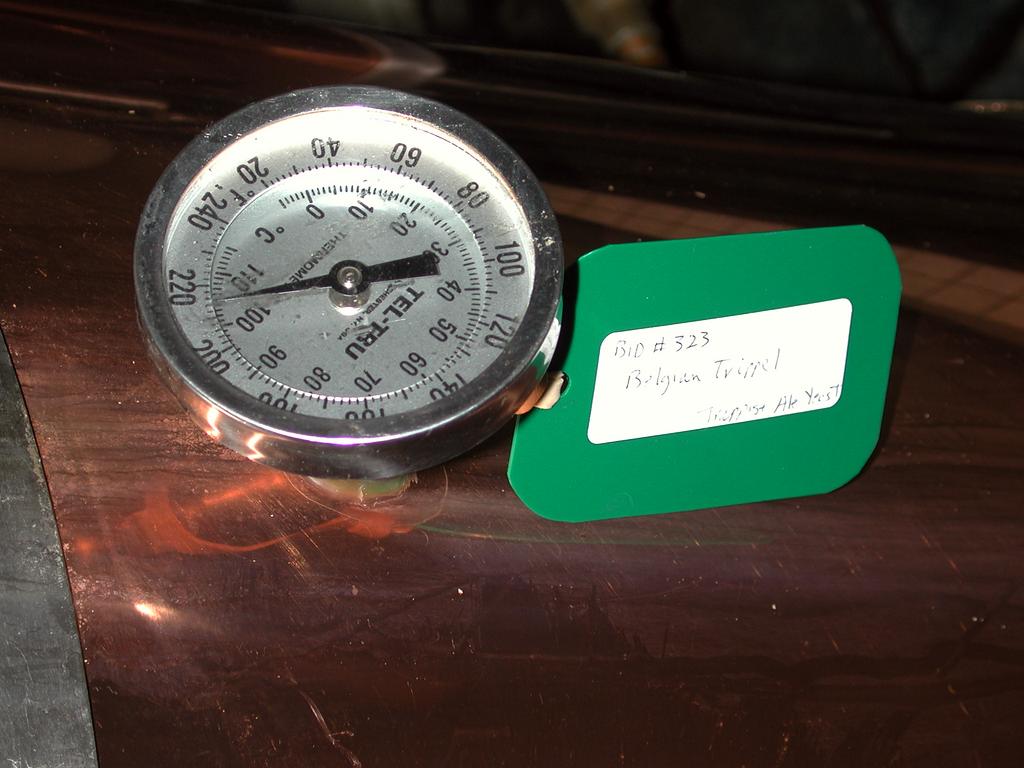 20 °F 40 60 80 100 120 140 160 180 200 220 240
°C 0 10 20 30 40 50 60 70 80 90 100 110
TEL-TRU
BID # 323
Belgian Trippel
Trappist Ale Yeast